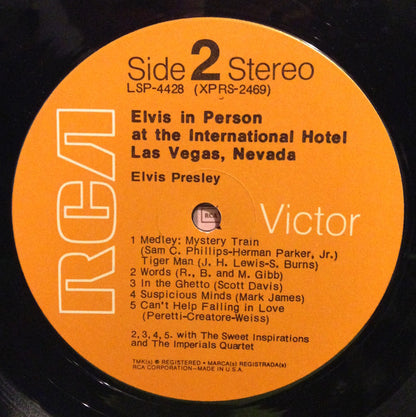 Side 2 Stereo
LSP-4428 (XPRS-2469)
Elvis in Person
at the International Hotel
Las Vegas, Nevada
Elvis Presley
RCA
RCA
Victor
1 Medley: Mystery Train
(Sam C. Phillips-Herman Parker, Jr.)
Tiger Man (J. H. Lewis-S. Burns)
2 Words (R., B. and M. Gibb)
3 In the Ghetto (Scott Davis)
4 Suspicious Minds (Mark James)
5 Can't Help Falling in Love
(Peretti-Creatore-Weiss)
2, 3, 4, 5. with The Sweet Inspirations
and The Imperials Quartet
TMK(s) ® REGISTERED • MARCA(s) REGISTRADA(s)
RCA CORPORATION—MADE IN U.S.A.